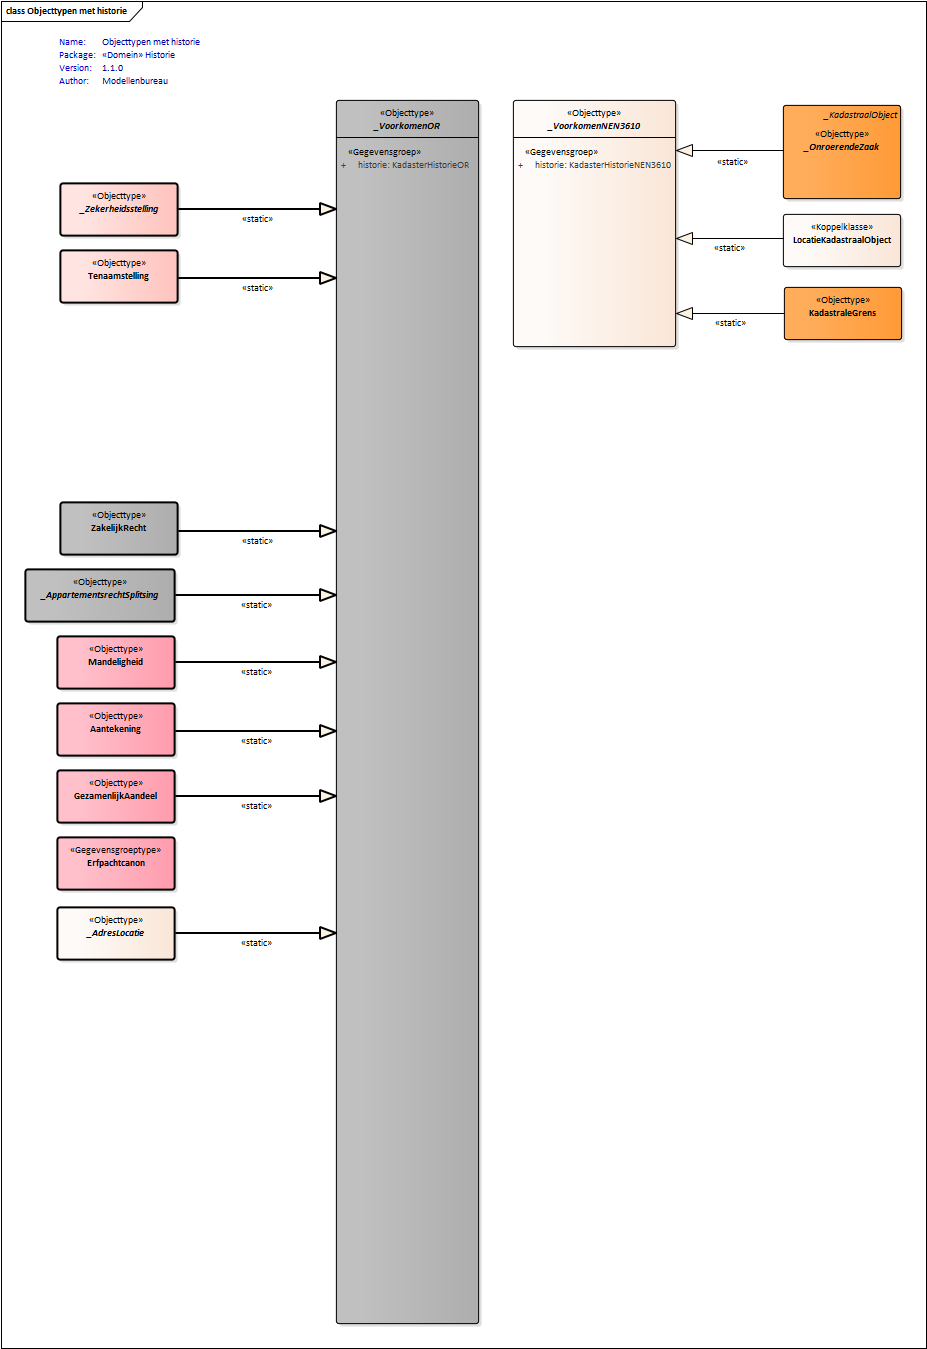 class Objecttypen met historie
Name: Objecttypen met historie
Package: «Domein» Historie
Version: 1.1.0
Author: Modellenbureau
«Objecttype»
_VoorkomenOR
«Gegevensgroep»
+ historie: KadasterHistorieOR
«Objecttype»
_VoorkomenNEN3610
«Gegevensgroep»
+ historie: KadasterHistorieNEN3610
_KadastraalObject
«Objecttype»
_OnroerendeZaak
«static»
«Koppelklasse»
LocatieKadastraalObject
«static»
«Objecttype»
KadastraleGrens
«static»
«Objecttype»
_Zekerheidsstelling
«static»
«Objecttype»
Tenaamstelling
«static»
«Objecttype»
ZakelijkRecht
«static»
«Objecttype»
_AppartementsrechtSplitsing
«static»
«Objecttype»
Mandeligheid
«static»
«Objecttype»
Aantekening
«static»
«Objecttype»
GezamenlijkAandeel
«static»
«Gegevensgroeptype»
Erfpachtcanon
«Objecttype»
_AdresLocatie
«static»